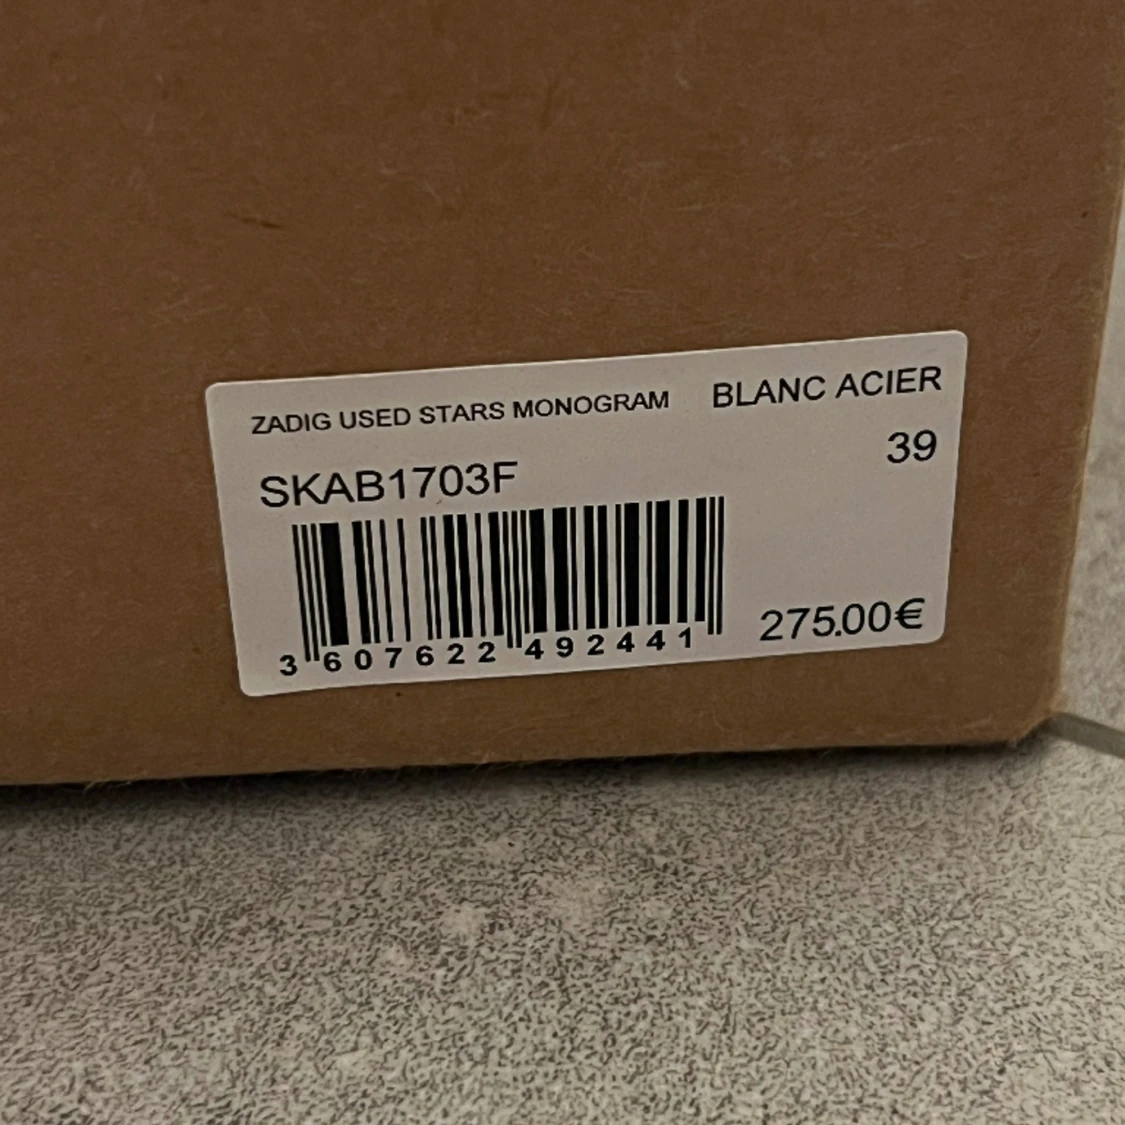 ZADIG USED STARS MONOGRAM BLANC ACIER
39
SKAB1703F
3 607622 492441
275.00€